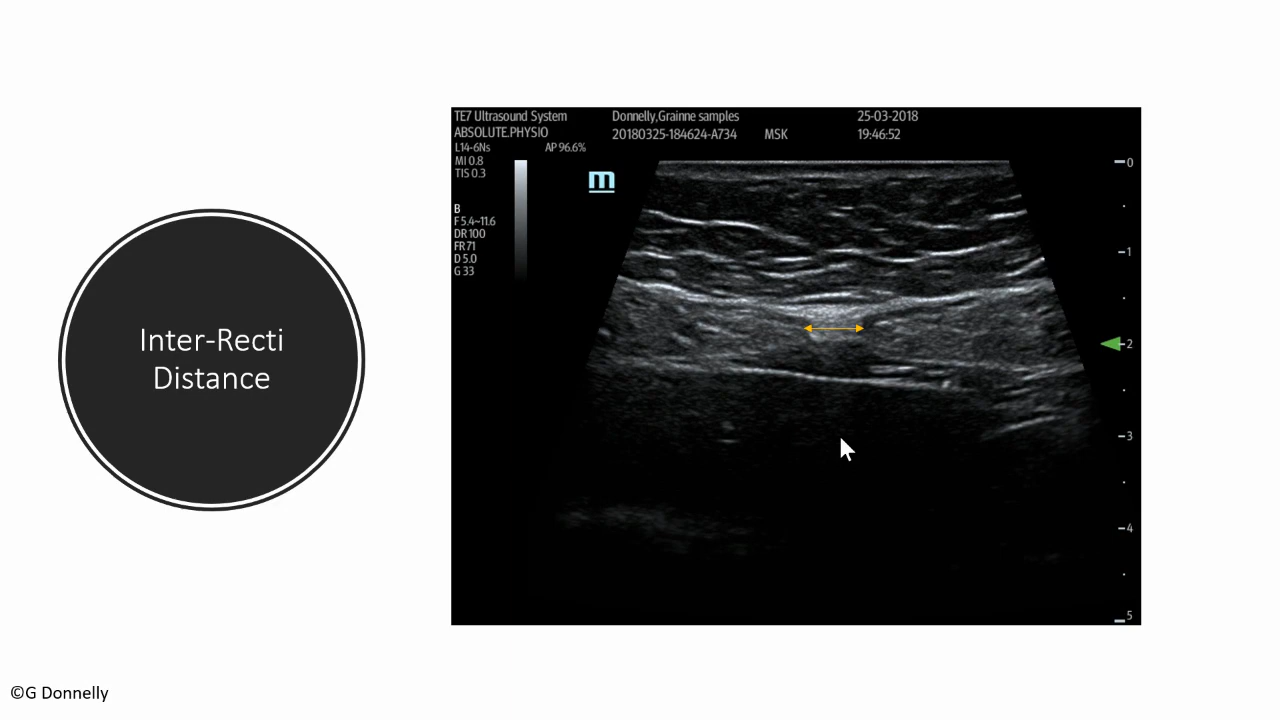 Inter-Recti
Distance
TE7 Ultrasound System
Donnelly,Grainne samples
25-03-2018
ABSOLUTE.PHYSIO
20180325-184624-A734
MSK
19:46:52
L14-6Ns
AP 96.6%
MI 0.8
TIS 0.3
m
B
F 5.4~11.6
DR 100
FR 71
D 5.0
G 33
0
1
2
3
4
5
©G Donnelly